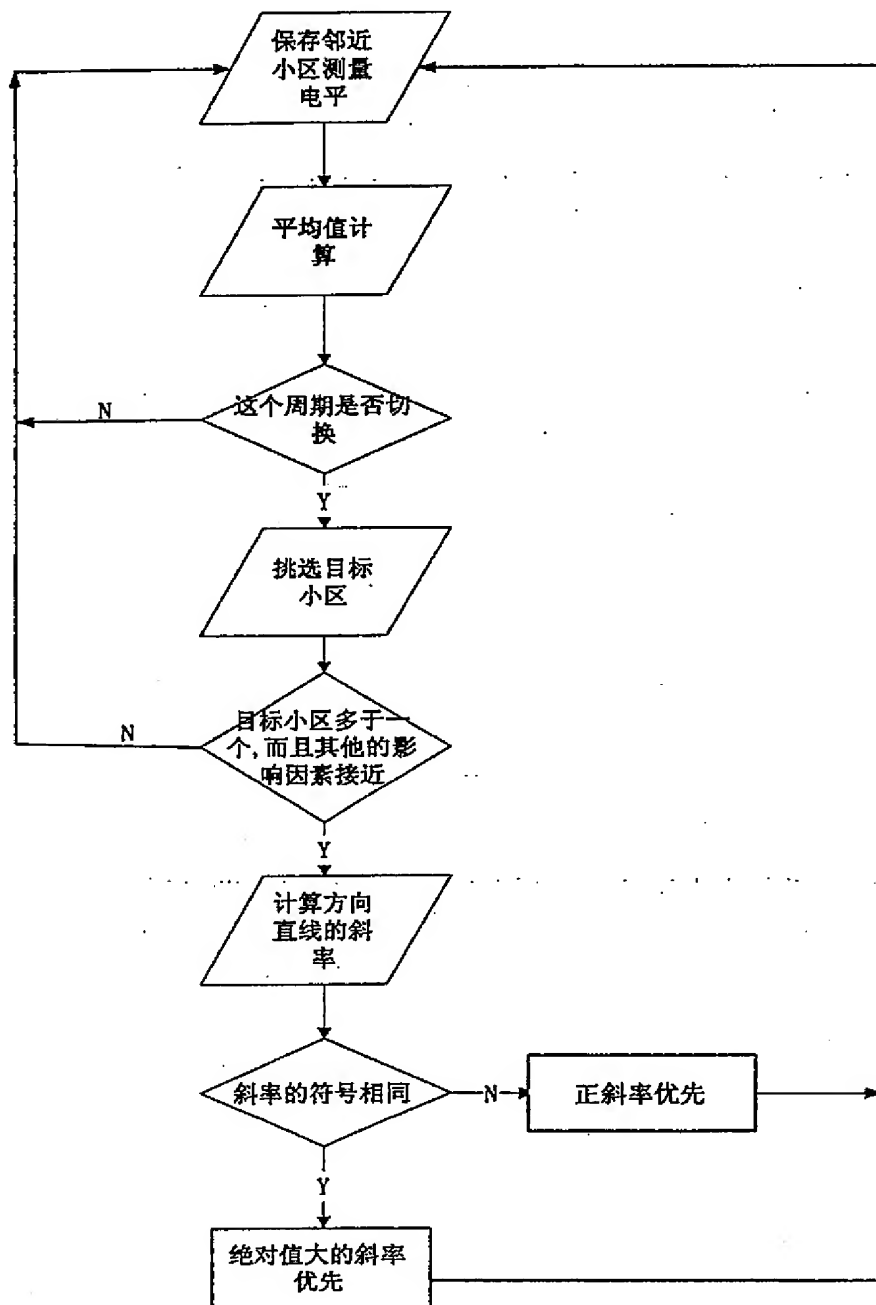 保存邻近
小区测量
电平
平均值计
算
这个周期是否切
换
N
Y
挑选目标
小区
目标小区多于一
个,而且其他的影
响因素接近
N
Y
计算方向
直线的斜
率
斜率的符号相同
N
正斜率优先
Y
绝对值大的斜率
优先